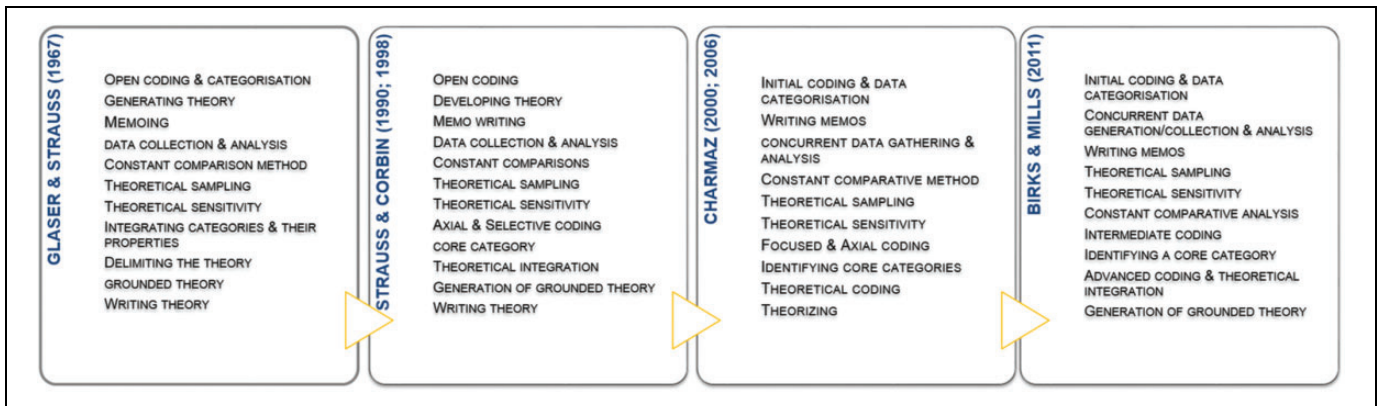 GLASER & STRAUSS (1967)
OPEN CODING & CATEGORISATION
GENERATING THEORY
MEMOING
DATA COLLECTION & ANALYSIS
CONSTANT COMPARISON METHOD
THEORETICAL SAMPLING
THEORETICAL SENSITIVITY
INTEGRATING CATEGORIES & THEIR
PROPERTIES
DELIMITING THE THEORY
GROUNDED THEORY
WRITING THEORY
STRAUSS & CORBIN (1990; 1998)
OPEN CODING
DEVELOPING THEORY
MEMO WRITING
DATA COLLECTION & ANALYSIS
CONSTANT COMPARISONS
THEORETICAL SAMPLING
THEORETICAL SENSITIVITY
AXIAL & SELECTIVE CODING
CORE CATEGORY
THEORETICAL INTEGRATION
GENERATION OF GROUNDED THEORY
WRITING THEORY
CHARMAZ (2000; 2006)
INITIAL CODING & DATA
CATEGORISATION
WRITING MEMOS
CONCURRENT DATA GATHERING &
ANALYSIS
CONSTANT COMPARATIVE METHOD
THEORETICAL SAMPLING
THEORETICAL SENSITIVITY
FOCUSED & AXIAL CODING
IDENTIFYING CORE CATEGORIES
THEORETICAL CODING
THEORIZING
BIRKS & MILLS (2011)
INITIAL CODING & DATA
CATEGORISATION
CONCURRENT DATA
GENERATION/COLLECTION & ANALYSIS
WRITING MEMOS
THEORETICAL SAMPLING
THEORETICAL SENSITIVITY
CONSTANT COMPARATIVE ANALYSIS
INTERMEDIATE CODING
IDENTIFYING A CORE CATEGORY
ADVANCED CODING & THEORETICAL
INTEGRATION
GENERATION OF GROUNDED THEORY